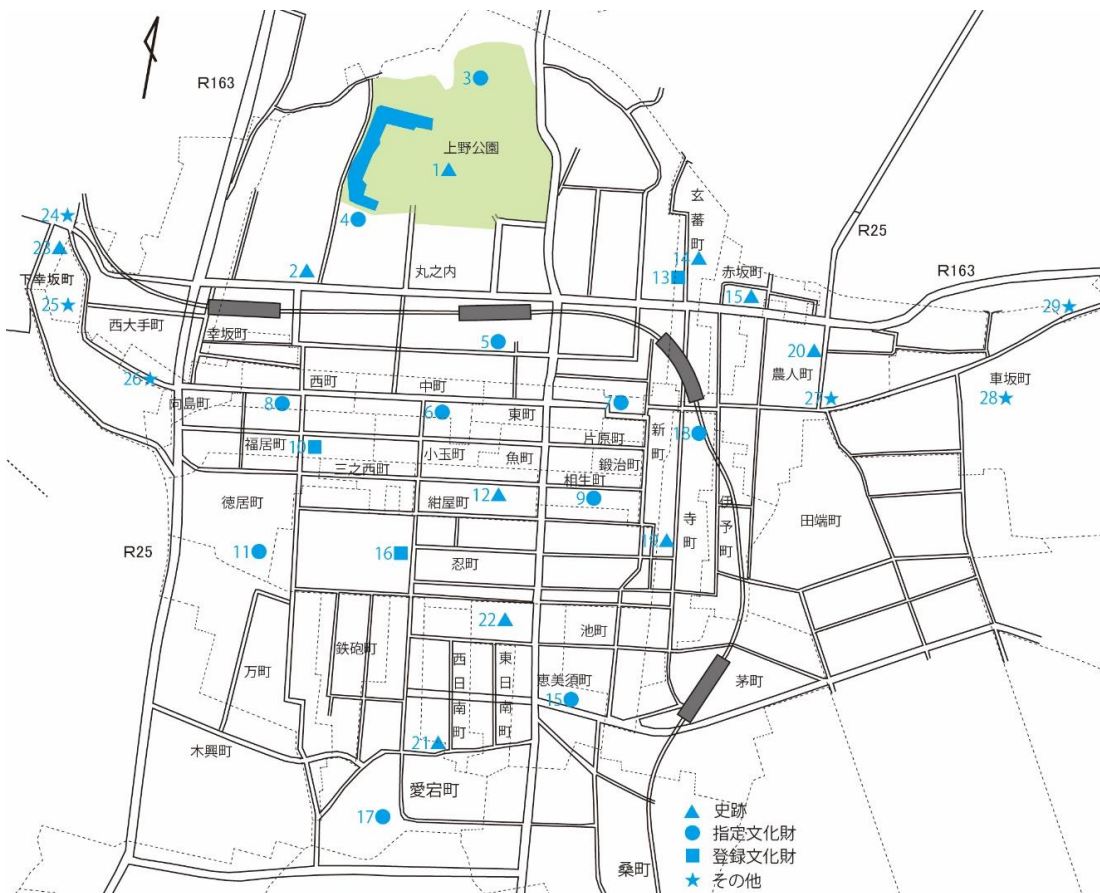 R163
3
上野公園
1
4
24
23
下幸坂町
25
2
丸之内
玄蕃町
14
13
赤坂町
15
R25
R163
29
西大手町
幸坂町
5
20
農人町
車坂町
28
27
26
向島町
西町
8
中町
6
東町
7
新町
18
福居町
10
小玉町
魚町
片原町
鍛治町
三之西町
相生町
徳居町
紺屋町
12
9
寺町
伊予町
田端町
R25
11
16
忍町
19
22
池町
鉄砲町
万町
西日南町
東日南町
恵美須町
15
茅町
21
木興町
愛宕町
17
桑町
▲ 史跡
● 指定文化財
■ 登録文化財
★ その他